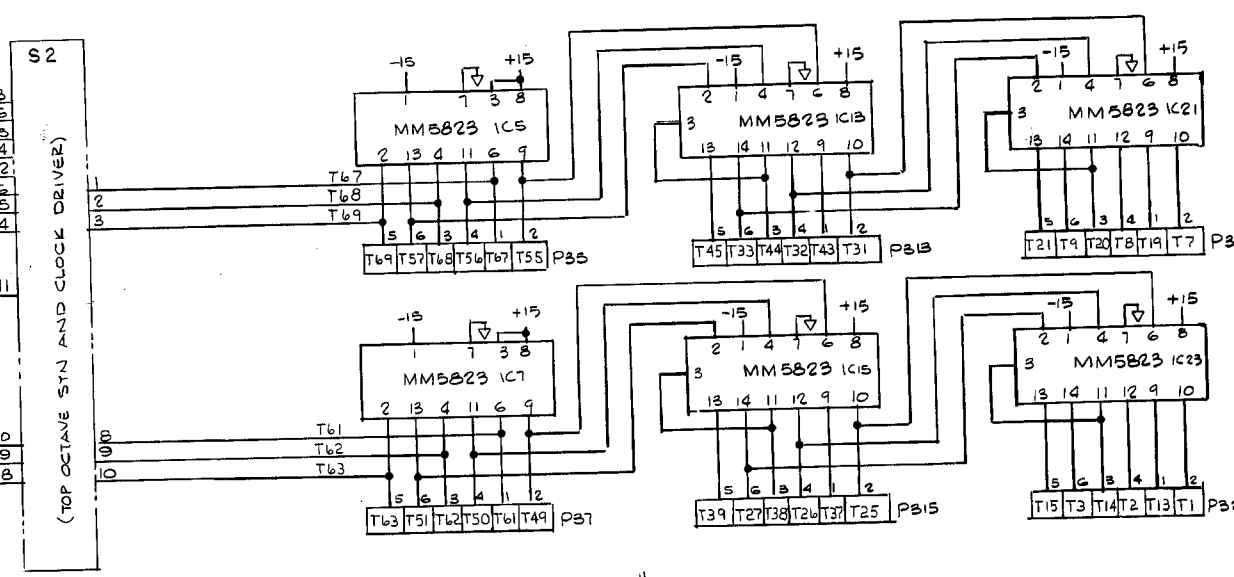 S2
(TOP OCTAVE SYN AND CLOCK DRIVER)
-15 +15 -15 +15 -15 +15
1 7 3 8 2 1 4 7 6 8 2 1 4 7 6 8
MM5823 IC5
3 MM5823 IC13
3 MM5823 IC21
2 13 4 11 6 9
13 14 11 12 9 10
13 14 11 12 9 10
1 T67
2 T68
3 T69
5 6 3 4 1 2
5 6 3 4 1 2
5 6 3 4 1 2
T69 T57 T68 T56 T67 T55 P35
T45 T33 T44 T32 T43 T31 P313
T21 T9 T20 T8 T19 T7
-15 +15 -15 +15 -15 +15
1 7 3 8 2 1 4 7 6 8 2 1 4 7 6 8
MM5823 IC7
3 MM5823 IC15
3 MM5823 IC23
2 13 4 11 6 9
13 14 11 12 9 10
13 14 11 12 9 10
8 T61
9 T62
10 T63
5 6 3 4 1 2
5 6 3 4 1 2
5 6 3 4 1 2
T63 T51 T62 T50 T61 T49 P37
T39 T27 T38 T26 T37 T25 P315
T15 T3 T14 T2 T13 T1